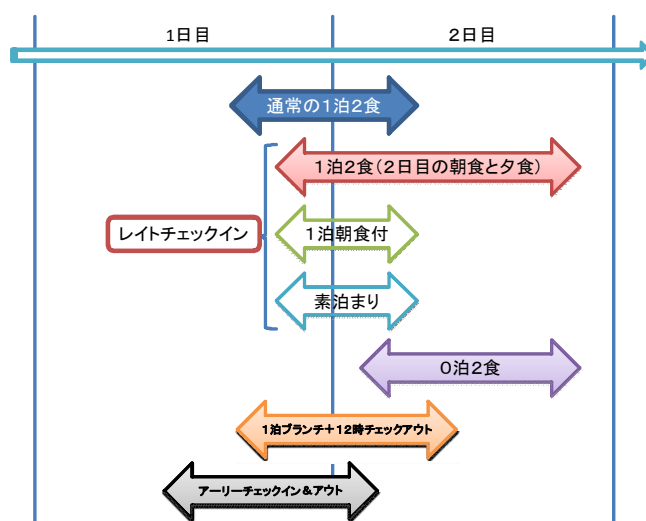 1日目
２日目
通常の１泊２食
１泊２食(２日目の朝食と夕食)
レイトチェックイン
１泊朝食付
素泊まり
０泊２食
１泊ブランチ＋１２時チェックアウト
アーリーチェックイン＆アウト